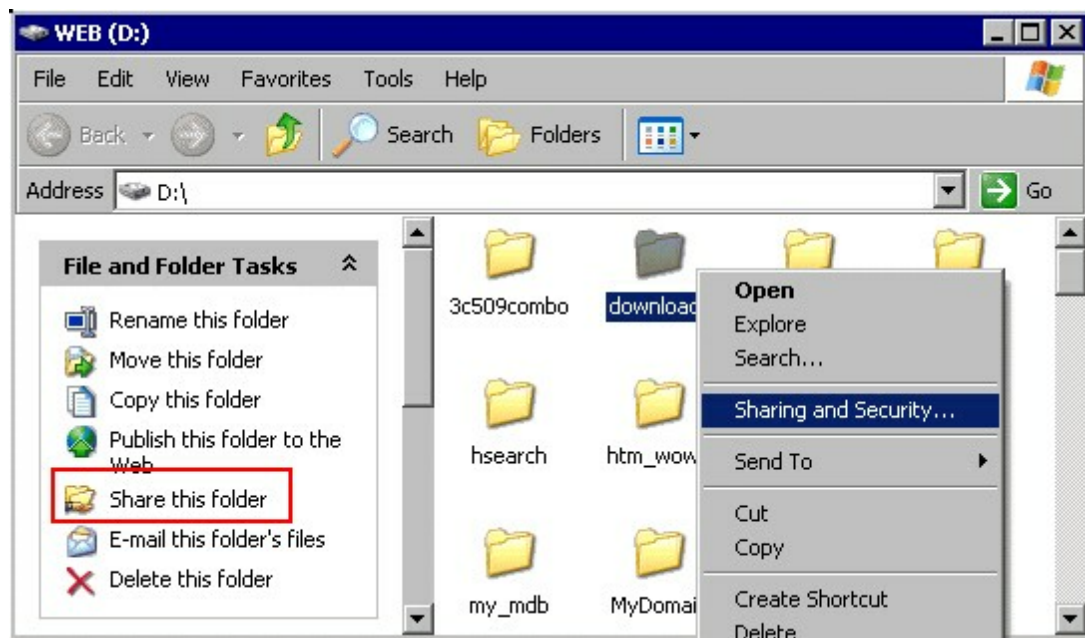 WEB (D:)
File Edit View Favorites Tools Help
Back Search Folders
Address D:\ Go
File and Folder Tasks
Rename this folder
Move this folder
Copy this folder
Publish this folder to the
Web
Share this folder
E-mail this folder's files
Delete this folder
3c509combo download
hsearch htm_wow
my_mdb MyDomai
Open
Explore
Search...
Sharing and Security...
Send To
Cut
Copy
Create Shortcut
Delete